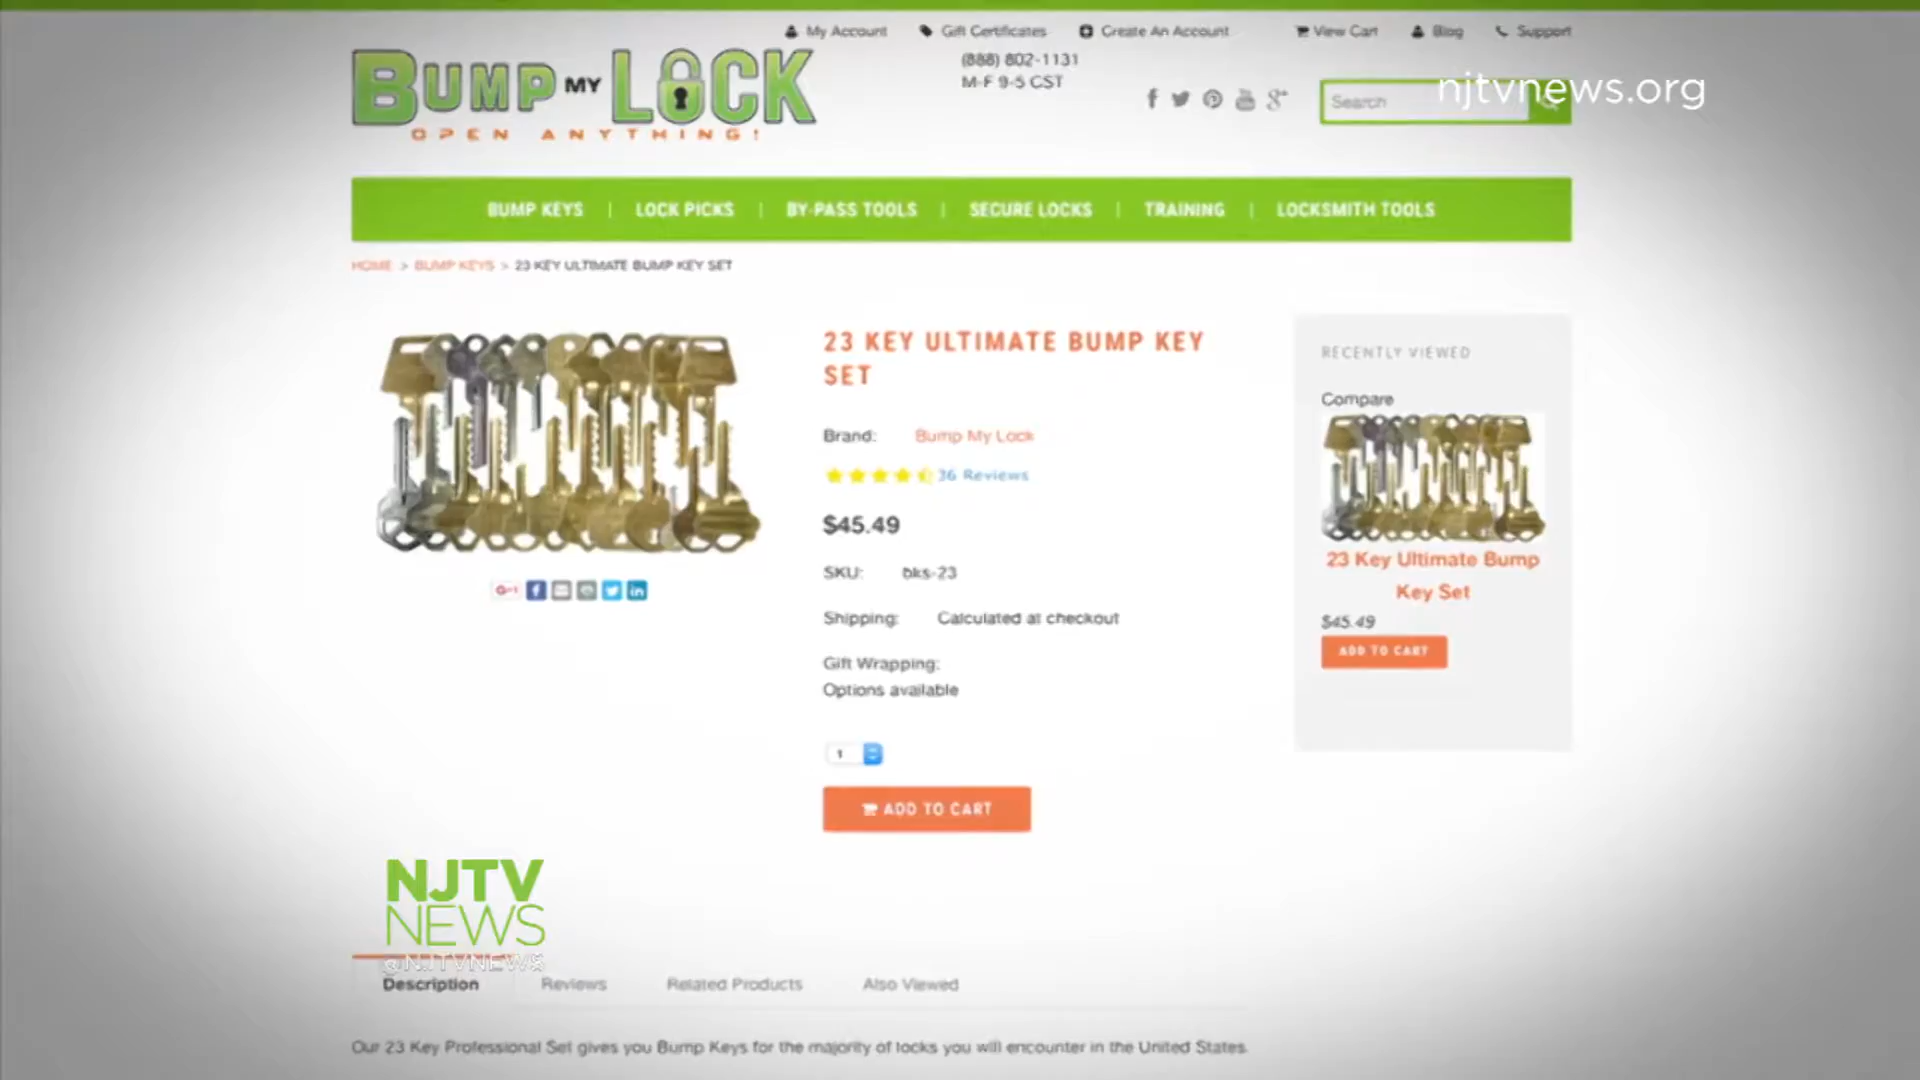 My Account
Gift Certificates
Create An Account
View Cart
Blog
Support
BUMP MY LOCK
OPEN ANYTHING!
(888) 802-1131
M-F 9-5 CST
Search
njtvnews.org
BUMP KEYS | LOCK PICKS | BY-PASS TOOLS | SECURE LOCKS | TRAINING | LOCKSMITH TOOLS
HOME > BUMP KEYS > 23 KEY ULTIMATE BUMP KEY SET
23 KEY ULTIMATE BUMP KEY
SET
Brand: Bump My Lock
36 Reviews
$45.49
SKU: bks-23
Shipping: Calculated at checkout
Gift Wrapping:
Options available
1
ADD TO CART
RECENTLY VIEWED
Compare
23 Key Ultimate Bump
Key Set
$45.49
ADD TO CART
NJTV
NEWS
@NJTVNEWS
Description
Reviews
Related Products
Also Viewed
Our 23 Key Professional Set gives you Bump Keys for the majority of locks you will encounter in the United States.